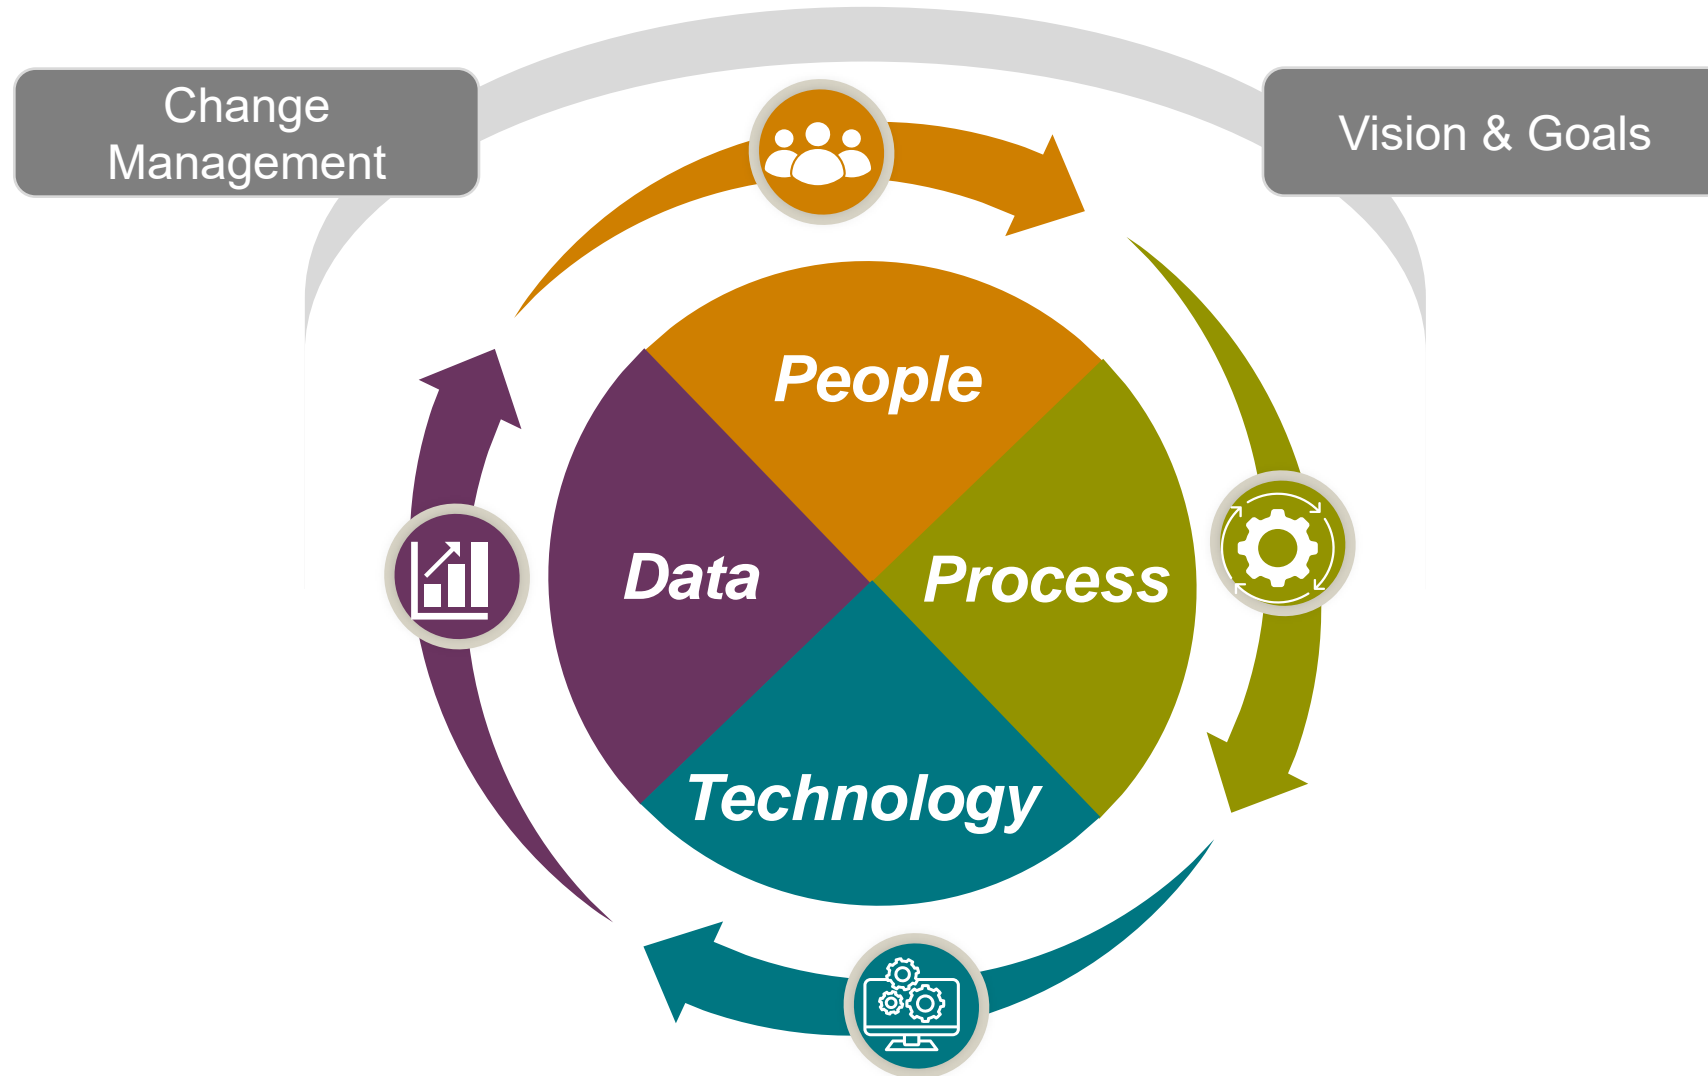 Change
Management
Vision & Goals
People
Data
Process
Technology